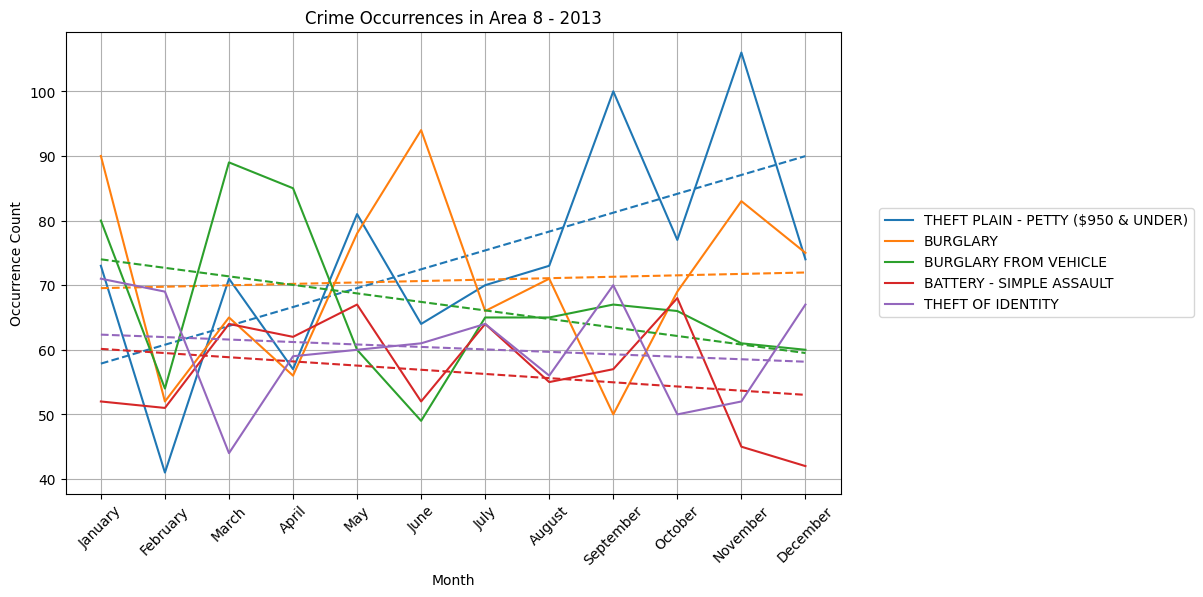 Crime Occurrences in Area 8 - 2013
Occurrence Count
100
90
80
70
60
50
40
January
February
March
April
May
June
July
August
September
October
November
December
Month
THEFT PLAIN - PETTY ($950 & UNDER)
BURGLARY
BURGLARY FROM VEHICLE
BATTERY - SIMPLE ASSAULT
THEFT OF IDENTITY